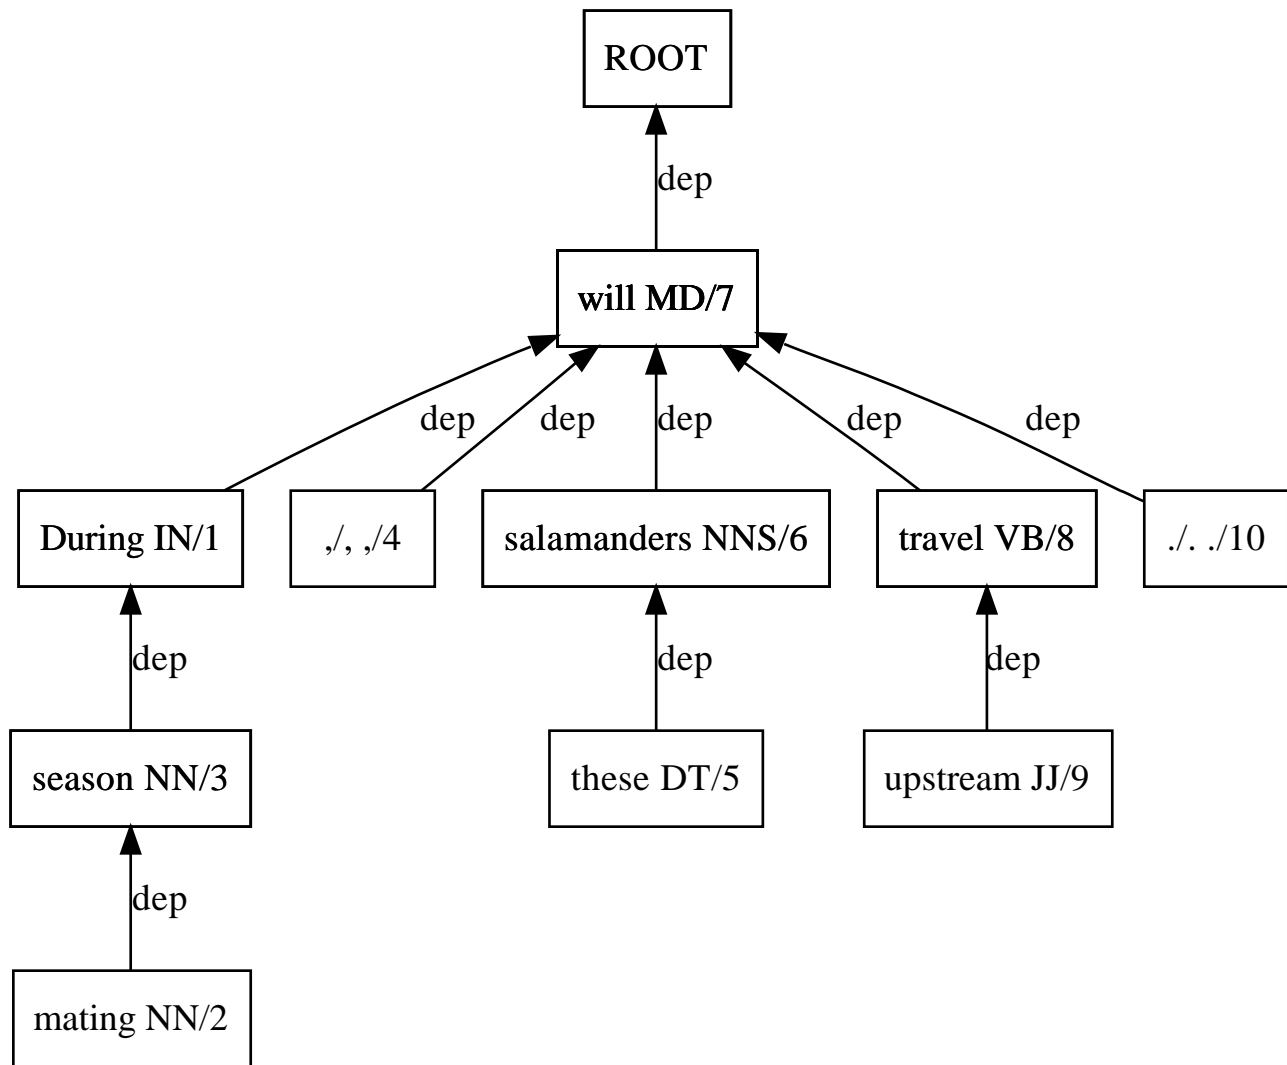 ROOT
dep
will MD/7
dep dep dep dep dep
During IN/1 ,/, ,/4 salamanders NNS/6 travel VB/8 ./. ./10
dep dep dep
season NN/3 these DT/5 upstream JJ/9
dep
mating NN/2